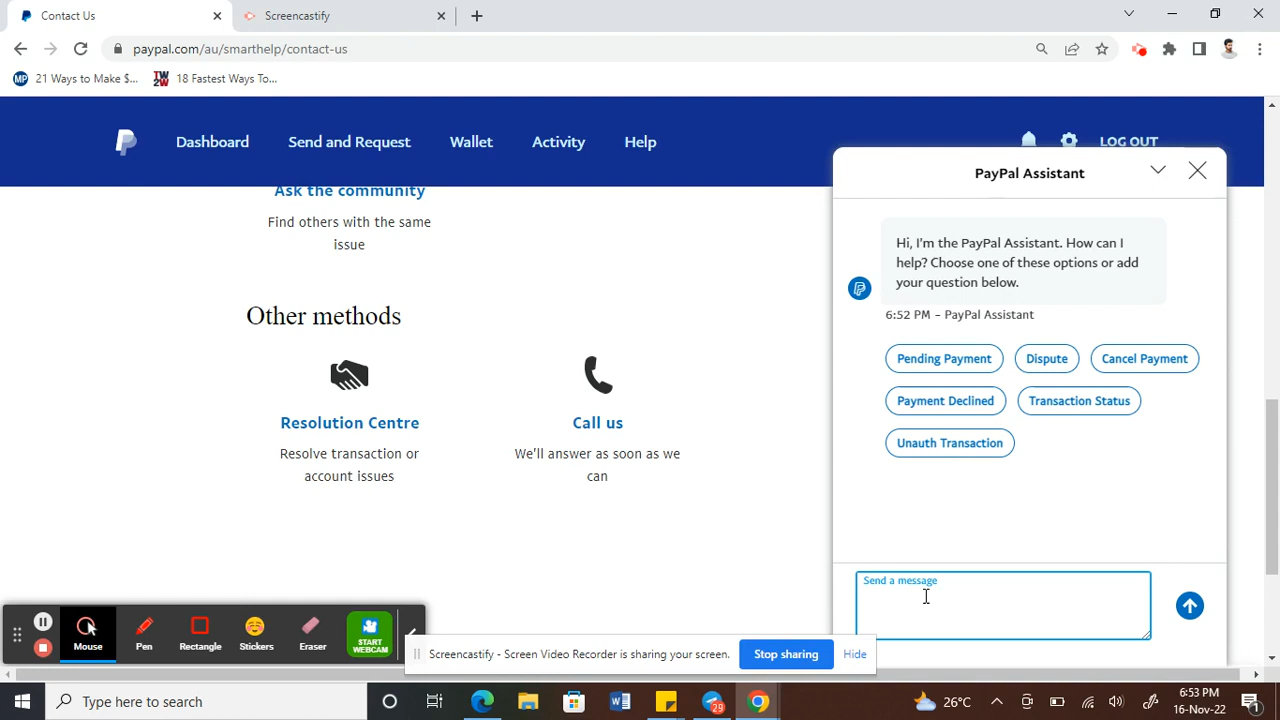 Contact Us
Screencastify
paypal.com/au/smarthelp/contact-us
MP 21 Ways to Make $...
TW 2W 18 Fastest Ways To...
Dashboard
Send and Request
Wallet
Activity
Help
LOG OUT
Ask the community
Find others with the same
issue
Other methods
Resolution Centre
Resolve transaction or
account issues
Call us
We'll answer as soon as we
can
PayPal Assistant
Hi, I'm the PayPal Assistant. How can I
help? Choose one of these options or add
your question below.
6:52 PM – PayPal Assistant
Pending Payment
Dispute
Cancel Payment
Payment Declined
Transaction Status
Unauth Transaction
Send a message
Mouse
Pen
Rectangle
Stickers
Eraser
START
WEBCAM
Screencastify - Screen Video Recorder is sharing your screen.
Stop sharing
Hide
Type here to search
29
26°C
6:53 PM
16-Nov-22
1